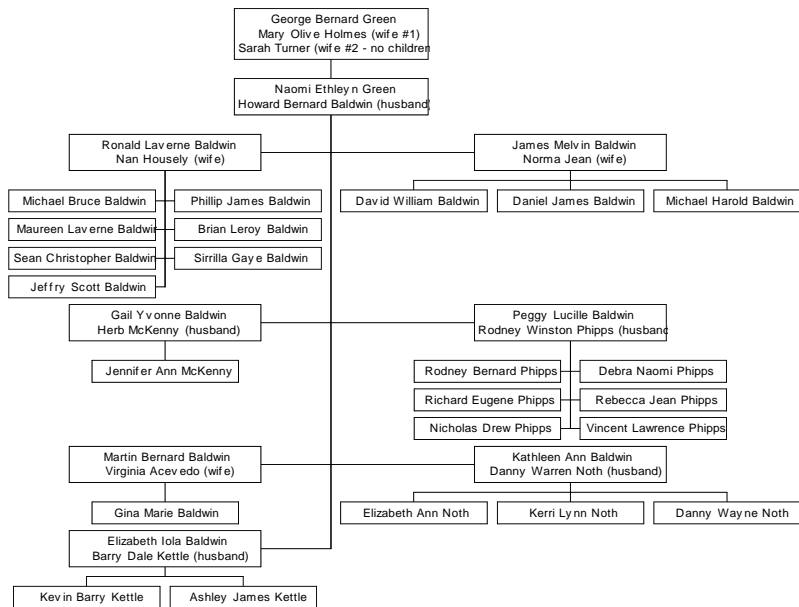 George Bernard Green
Mary Olive Holmes (wife #1)
Sarah Turner (wife #2 - no children
Naomi Ethleyn Green
Howard Bernard Baldwin (husband)
Ronald Laverne Baldwin
Nan Housely (wife)
James Melvin Baldwin
Norma Jean (wife)
Michael Bruce Baldwin
Phillip James Baldwin
David William Baldwin
Daniel James Baldwin
Michael Harold Baldwin
Maureen Laverne Baldwin
Brian Leroy Baldwin
Sean Christopher Baldwin
Sirrilla Gaye Baldwin
Jeffry Scott Baldwin
Gail Yvonne Baldwin
Herb McKenny (husband)
Peggy Lucille Baldwin
Rodney Winston Phipps (husband
Jennifer Ann McKenny
Rodney Bernard Phipps
Debra Naomi Phipps
Richard Eugene Phipps
Rebecca Jean Phipps
Nicholas Drew Phipps
Vincent Lawrence Phipps
Martin Bernard Baldwin
Virginia Acevedo (wife)
Kathleen Ann Baldwin
Danny Warren Noth (husband)
Gina Marie Baldwin
Elizabeth Ann Noth
Kerri Lynn Noth
Danny Wayne Noth
Elizabeth Iola Baldwin
Barry Dale Kettle (husband)
Kevin Barry Kettle
Ashley James Kettle